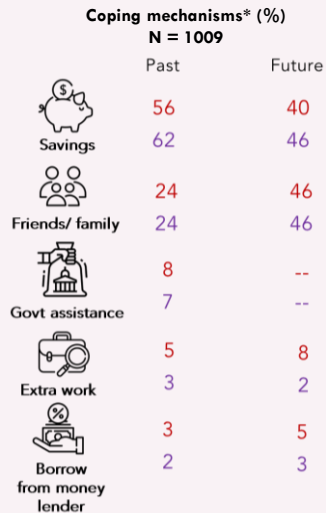 Coping mechanisms* (%)
N = 1009
Past Future
$
56 40
62 46
Savings
24 46
24 46
Friends/ family
8 --
7 --
Govt assistance
5 8
3 2
Extra work
%
3 5
2 3
Borrow
from money
lender